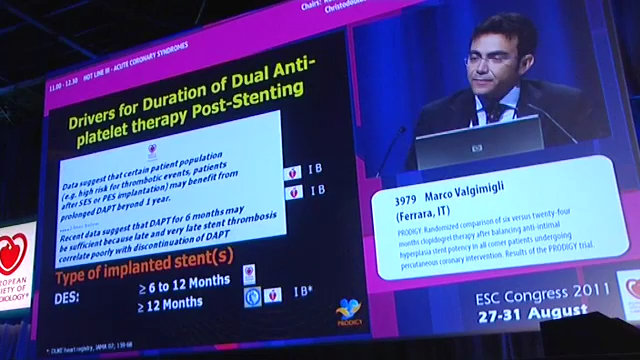 Chairs:
Christodoulos
11.00 - 12.30 HOT LINE III - ACUTE CORONARY SYNDROMES
Drivers for Duration of Dual Anti-
platelet therapy Post-Stenting
Data suggest that certain patient population
(e.g. high risk for thrombotic events, patients
after SES or PES implantation) may benefit from
prolonged DAPT beyond 1 year.
Recent data suggest that DAPT for 6 months may
be sufficient because late and very late stent thrombosis
correlate poorly with discontinuation of DAPT
I B
I B
Type of implanted stent(s)
DES: ≥ 6 to 12 Months
≥ 12 Months
I B*
PRODIGY
hp
3979 Marco Valgimigli
(Ferrara, IT)
PRODIGY. Randomized comparison of six versus twenty-four
months clopidogrel therapy after balancing anti-intimal
hyperplasia stent potency in all comer patients undergoing
percutaneous coronary intervention. Results of the PRODIGY trial.
ESC Congress 2011
27-31 August
SOCIETY OF